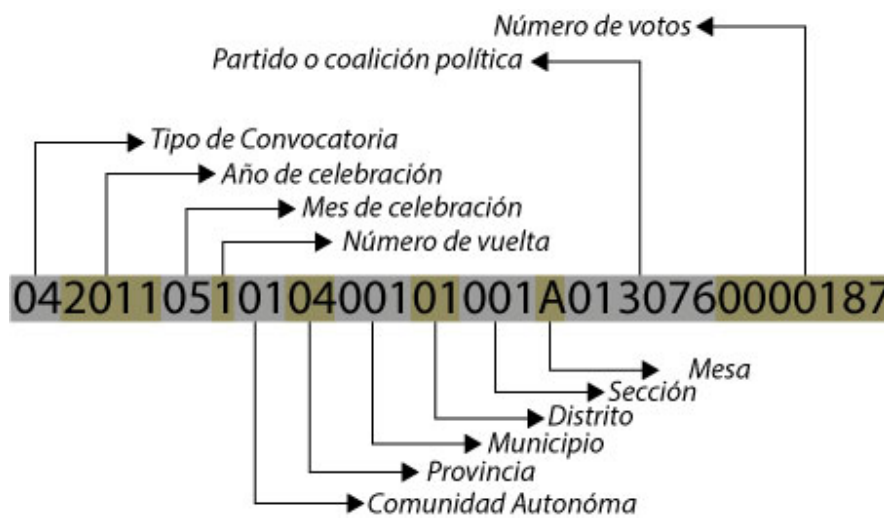 Número de votos
Partido o coalición política
Tipo de Convocatoria
Año de celebración
Mes de celebración
Número de vuelta
042011051010400101001A0130760000187
Mesa
Sección
Distrito
Municipio
Provincia
Comunidad Autonóma